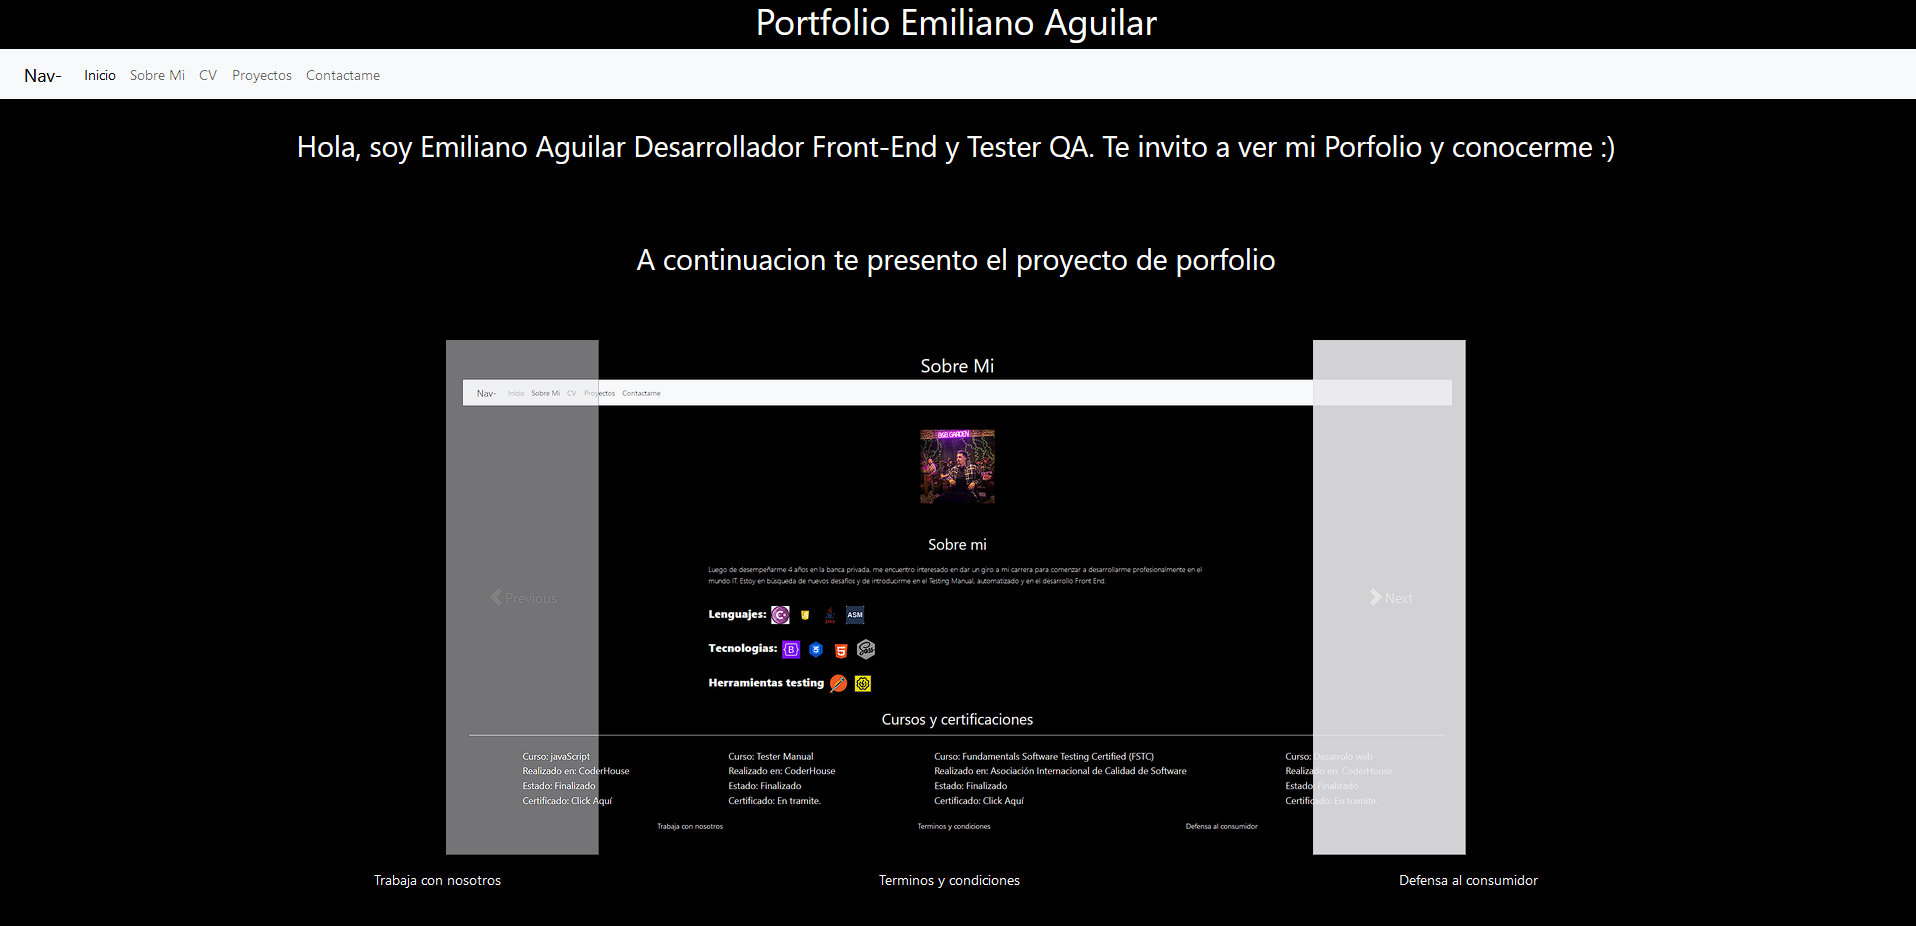 Portfolio Emiliano Aguilar
Nav- Inicio Sobre Mi CV Proyectos Contactame
Hola, soy Emiliano Aguilar Desarrollador Front-End y Tester QA. Te invito a ver mi Porfolio y conocerme :)
A continuacion te presento el proyecto de porfolio
Sobre Mi
Nav- Inicio Sobre Mi CV Proyectos Contactame
B&B GARDEN
Sobre mi
Luego de desempeñarme 4 años en la banca privada, me encuentro interesado en dar un giro a mi carrera para comenzar a desarrollarme profesionalmente en el
mundo IT. Estoy en búsqueda de nuevos desafíos y de introducirme en el Testing Manual, automatizado y en el desarrollo Front End.
Previous Next
Lenguajes: ASM
Tecnologias: B 5 Sass
Herramientas testing
Cursos y certificaciones
Curso: javaScript Curso: Tester Manual Curso: Fundamentals Software Testing Certified (FSTC) Curso: Desarrolo web
Realizado en: CoderHouse Realizado en: CoderHouse Realizado en: Asociación Internacional de Calidad de Software Realizado en: CoderHouse
Estado: Finalizado Estado: Finalizado Estado: Finalizado Estado: Finalizado
Certificado: Click Aquí Certificado: En tramite. Certificado: Click Aquí Certificado: En tramite.
Trabaja con nosotros Terminos y condiciones Defensa al consumidor
Trabaja con nosotros Terminos y condiciones Defensa al consumidor